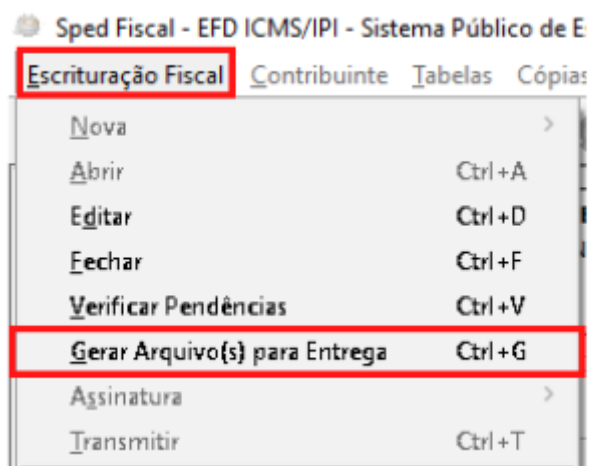 Sped Fiscal - EFD ICMS/IPI - Sistema Público de E
Escrituração Fiscal Contribuinte Tabelas Cópias
Nova >
Abrir Ctrl+A
Editar Ctrl+D
Fechar Ctrl+F
Verificar Pendências Ctrl+V
Gerar Arquivo(s) para Entrega Ctrl+G
Assinatura >
Transmitir Ctrl+T